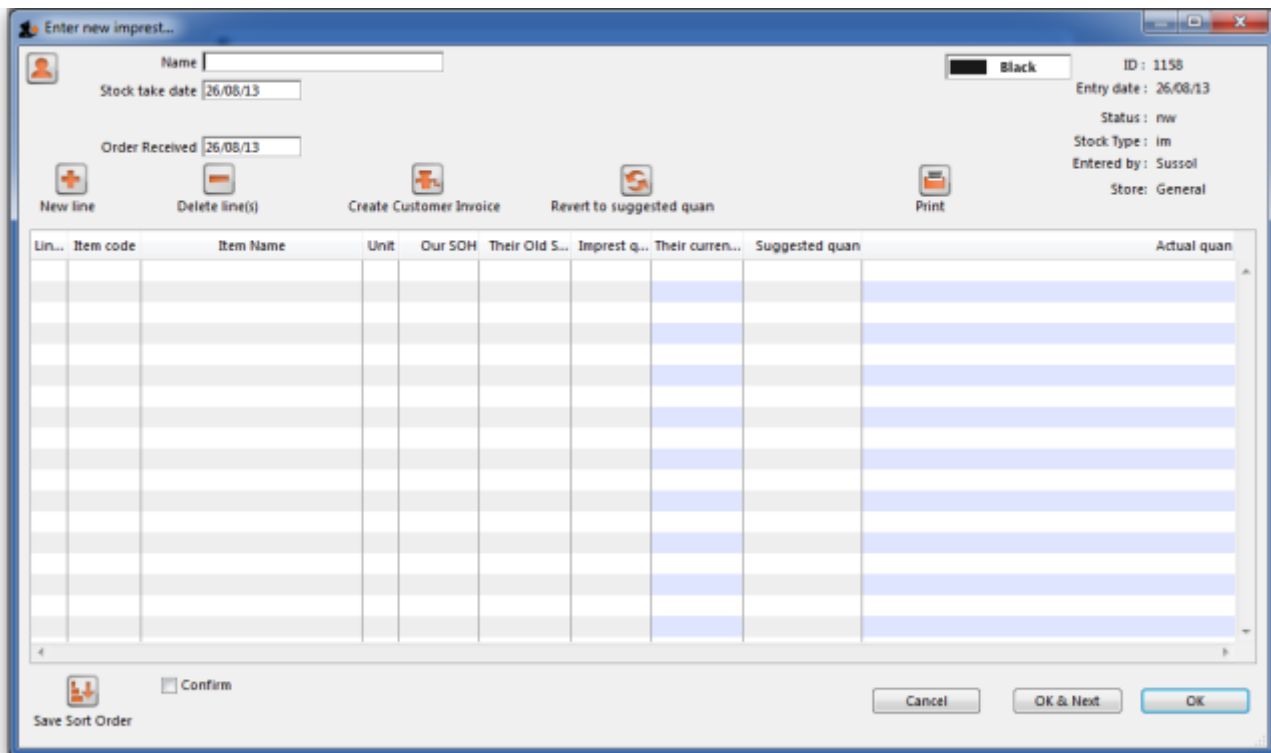 Enter new imprest...
Name
Black
ID : 1158
Stock take date 26/08/13
Entry date : 26/08/13
Status : nw
Order Received 26/08/13
Stock Type : im
Entered by : Sussol
Store: General
New line
Delete line(s)
Create Customer Invoice
Revert to suggested quan
Print
Lin... Item code Item Name Unit Our SOH Their Old S... Imprest q... Their curren... Suggested quan Actual quan
Confirm
Save Sort Order
Cancel
OK & Next
OK